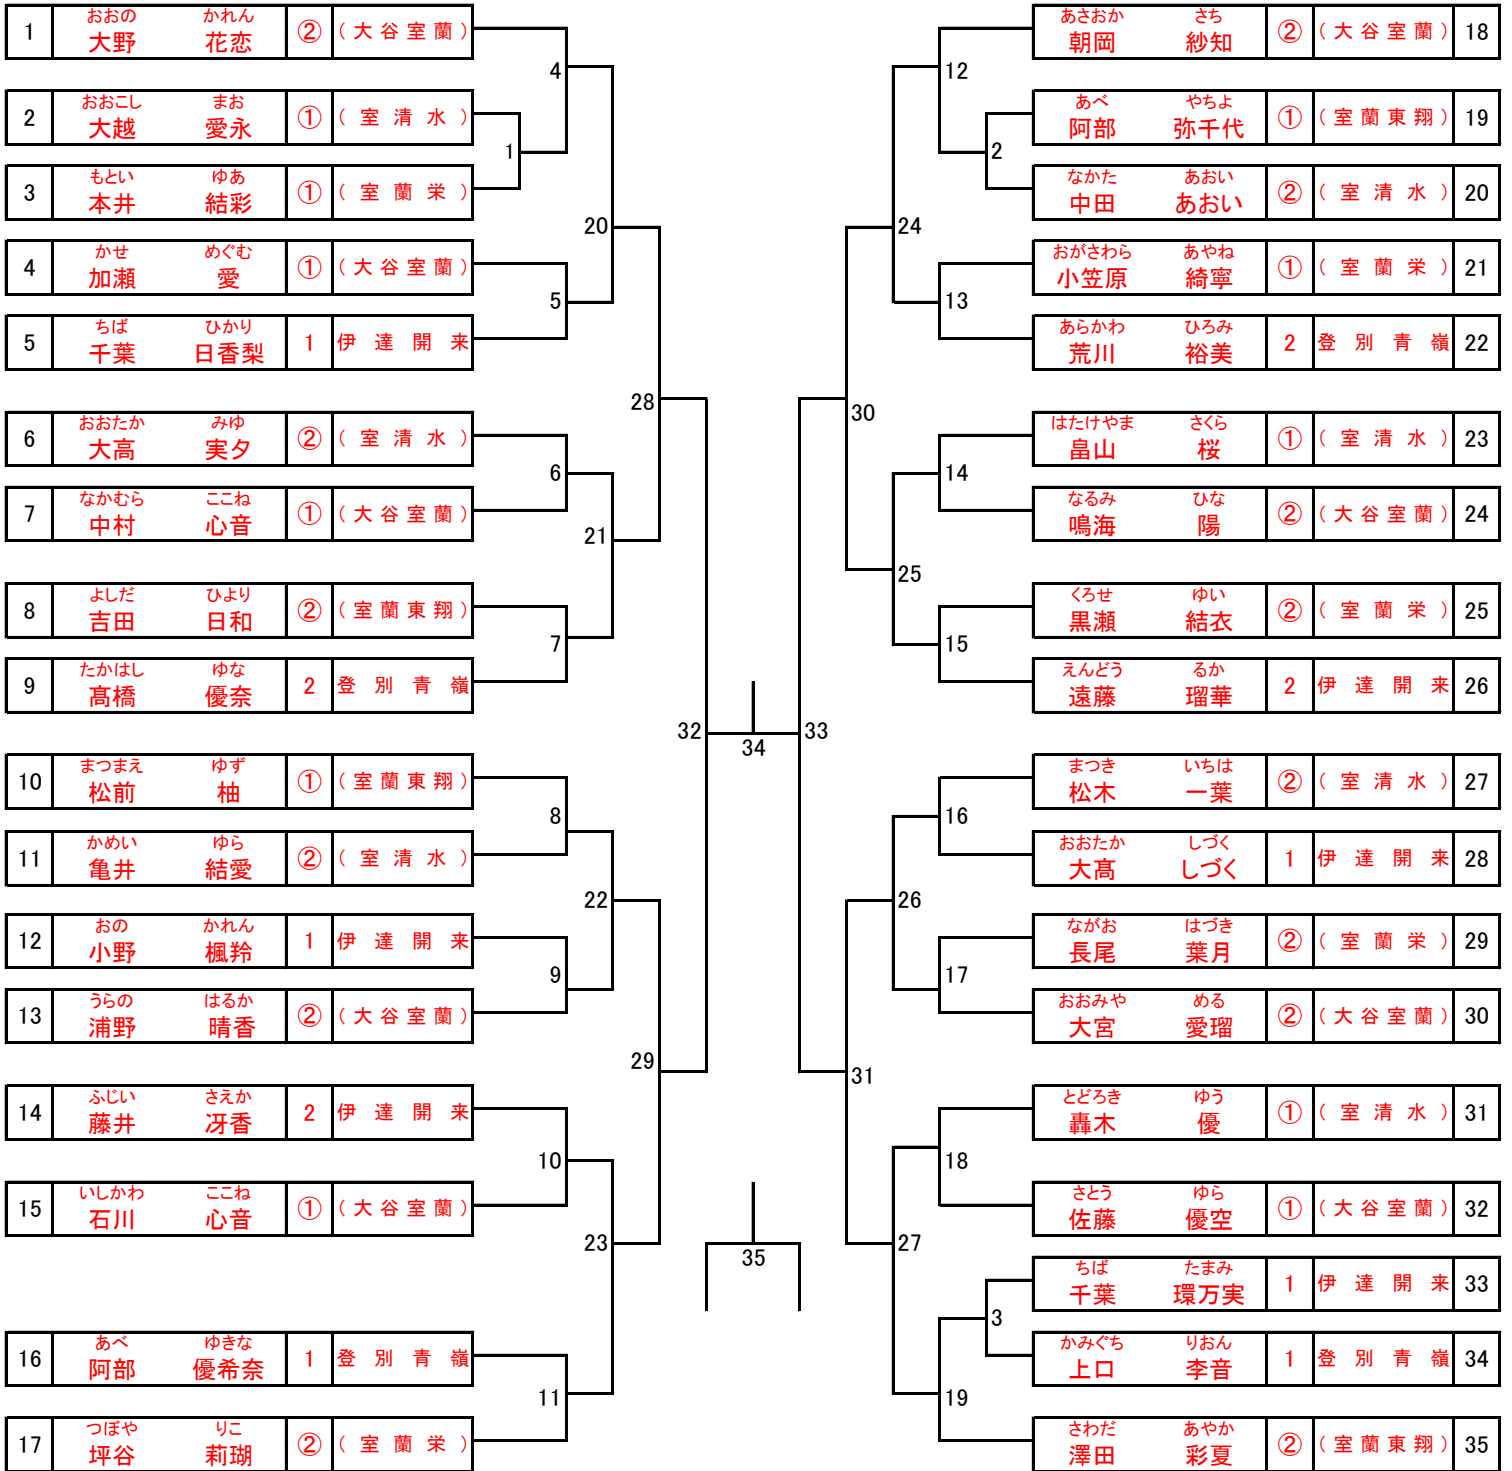 1 おおの かれん 大野 花恋 ② (大谷室蘭)
2 おおこし まお 大越 愛永 ① (室清水)
3 もとい ゆあ 本井 結彩 ① (室蘭栄)
4 かせ めぐむ 加瀬 愛 ① (大谷室蘭)
5 ちば ひかり 千葉 日香梨 1 伊達開来
6 おおたか みゆ 大高 実夕 ② (室清水)
7 なかむら ここね 中村 心音 ① (大谷室蘭)
8 よしだ ひより 吉田 日和 ② (室蘭東翔)
9 たかはし ゆな 髙橋 優奈 2 登別青嶺
10 まつまえ ゆず 松前 柚 ① (室蘭東翔)
11 かめい ゆら 亀井 結愛 ② (室清水)
12 おの かれん 小野 楓羚 1 伊達開来
13 うらの はるか 浦野 晴香 ② (大谷室蘭)
14 ふじい さえか 藤井 冴香 2 伊達開来
15 いしかわ ここね 石川 心音 ① (大谷室蘭)
16 あべ ゆきな 阿部 優希奈 1 登別青嶺
17 つぼや りこ 坪谷 莉瑚 ② (室蘭栄)
4
1
20
5
28
6
21
7
32
8
22
9
29
10
23
11
34
35
33
12
2
24
13
30
14
25
15
16
26
17
31
18
27
3
19
あさおか さち 朝岡 紗知 ② (大谷室蘭) 18
あべ やちよ 阿部 弥千代 ① (室蘭東翔) 19
なかた あおい 中田 あおい ② (室清水) 20
おがさわら あやね 小笠原 綺寧 ① (室蘭栄) 21
あらかわ ひろみ 荒川 裕美 2 登別青嶺 22
はたけやま さくら 畠山 桜 ① (室清水) 23
なるみ ひな 鳴海 陽 ② (大谷室蘭) 24
くろせ ゆい 黒瀬 結衣 ② (室蘭栄) 25
えんどう るか 遠藤 瑠華 2 伊達開来 26
まつき いちは 松木 一葉 ② (室清水) 27
おおたか しづく 大髙 しづく 1 伊達開来 28
ながお はづき 長尾 葉月 ② (室蘭栄) 29
おおみや める 大宮 愛瑠 ② (大谷室蘭) 30
とどろき ゆう 轟木 優 ① (室清水) 31
さとう ゆら 佐藤 優空 ① (大谷室蘭) 32
ちば たまみ 千葉 環万実 1 伊達開来 33
かみぐち りおん 上口 李音 1 登別青嶺 34
さわだ あやか 澤田 彩夏 ② (室蘭東翔) 35